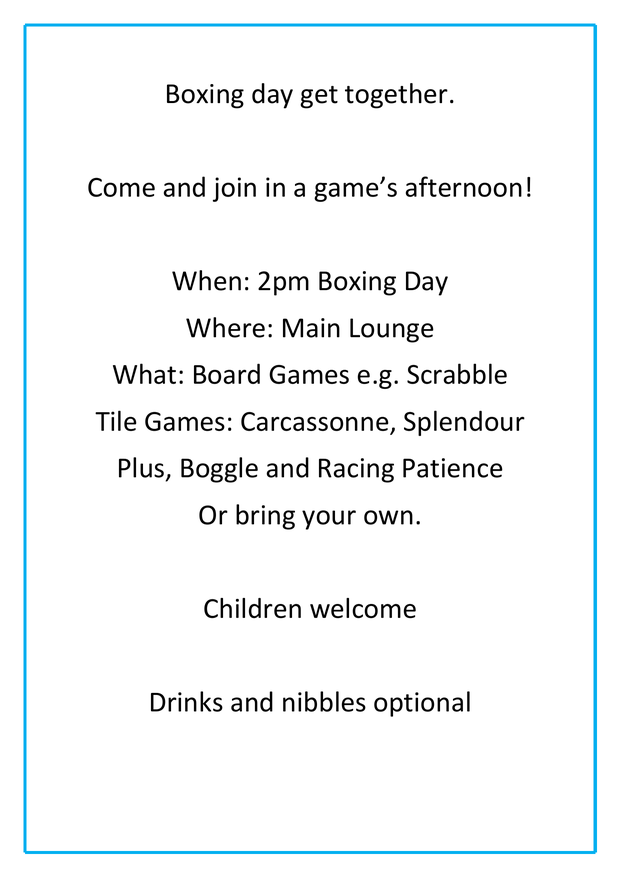 Boxing day get together.
Come and join in a game’s afternoon!
When: 2pm Boxing Day
Where: Main Lounge
What: Board Games e.g. Scrabble
Tile Games: Carcassonne, Splendour
Plus, Boggle and Racing Patience
Or bring your own.
Children welcome
Drinks and nibbles optional